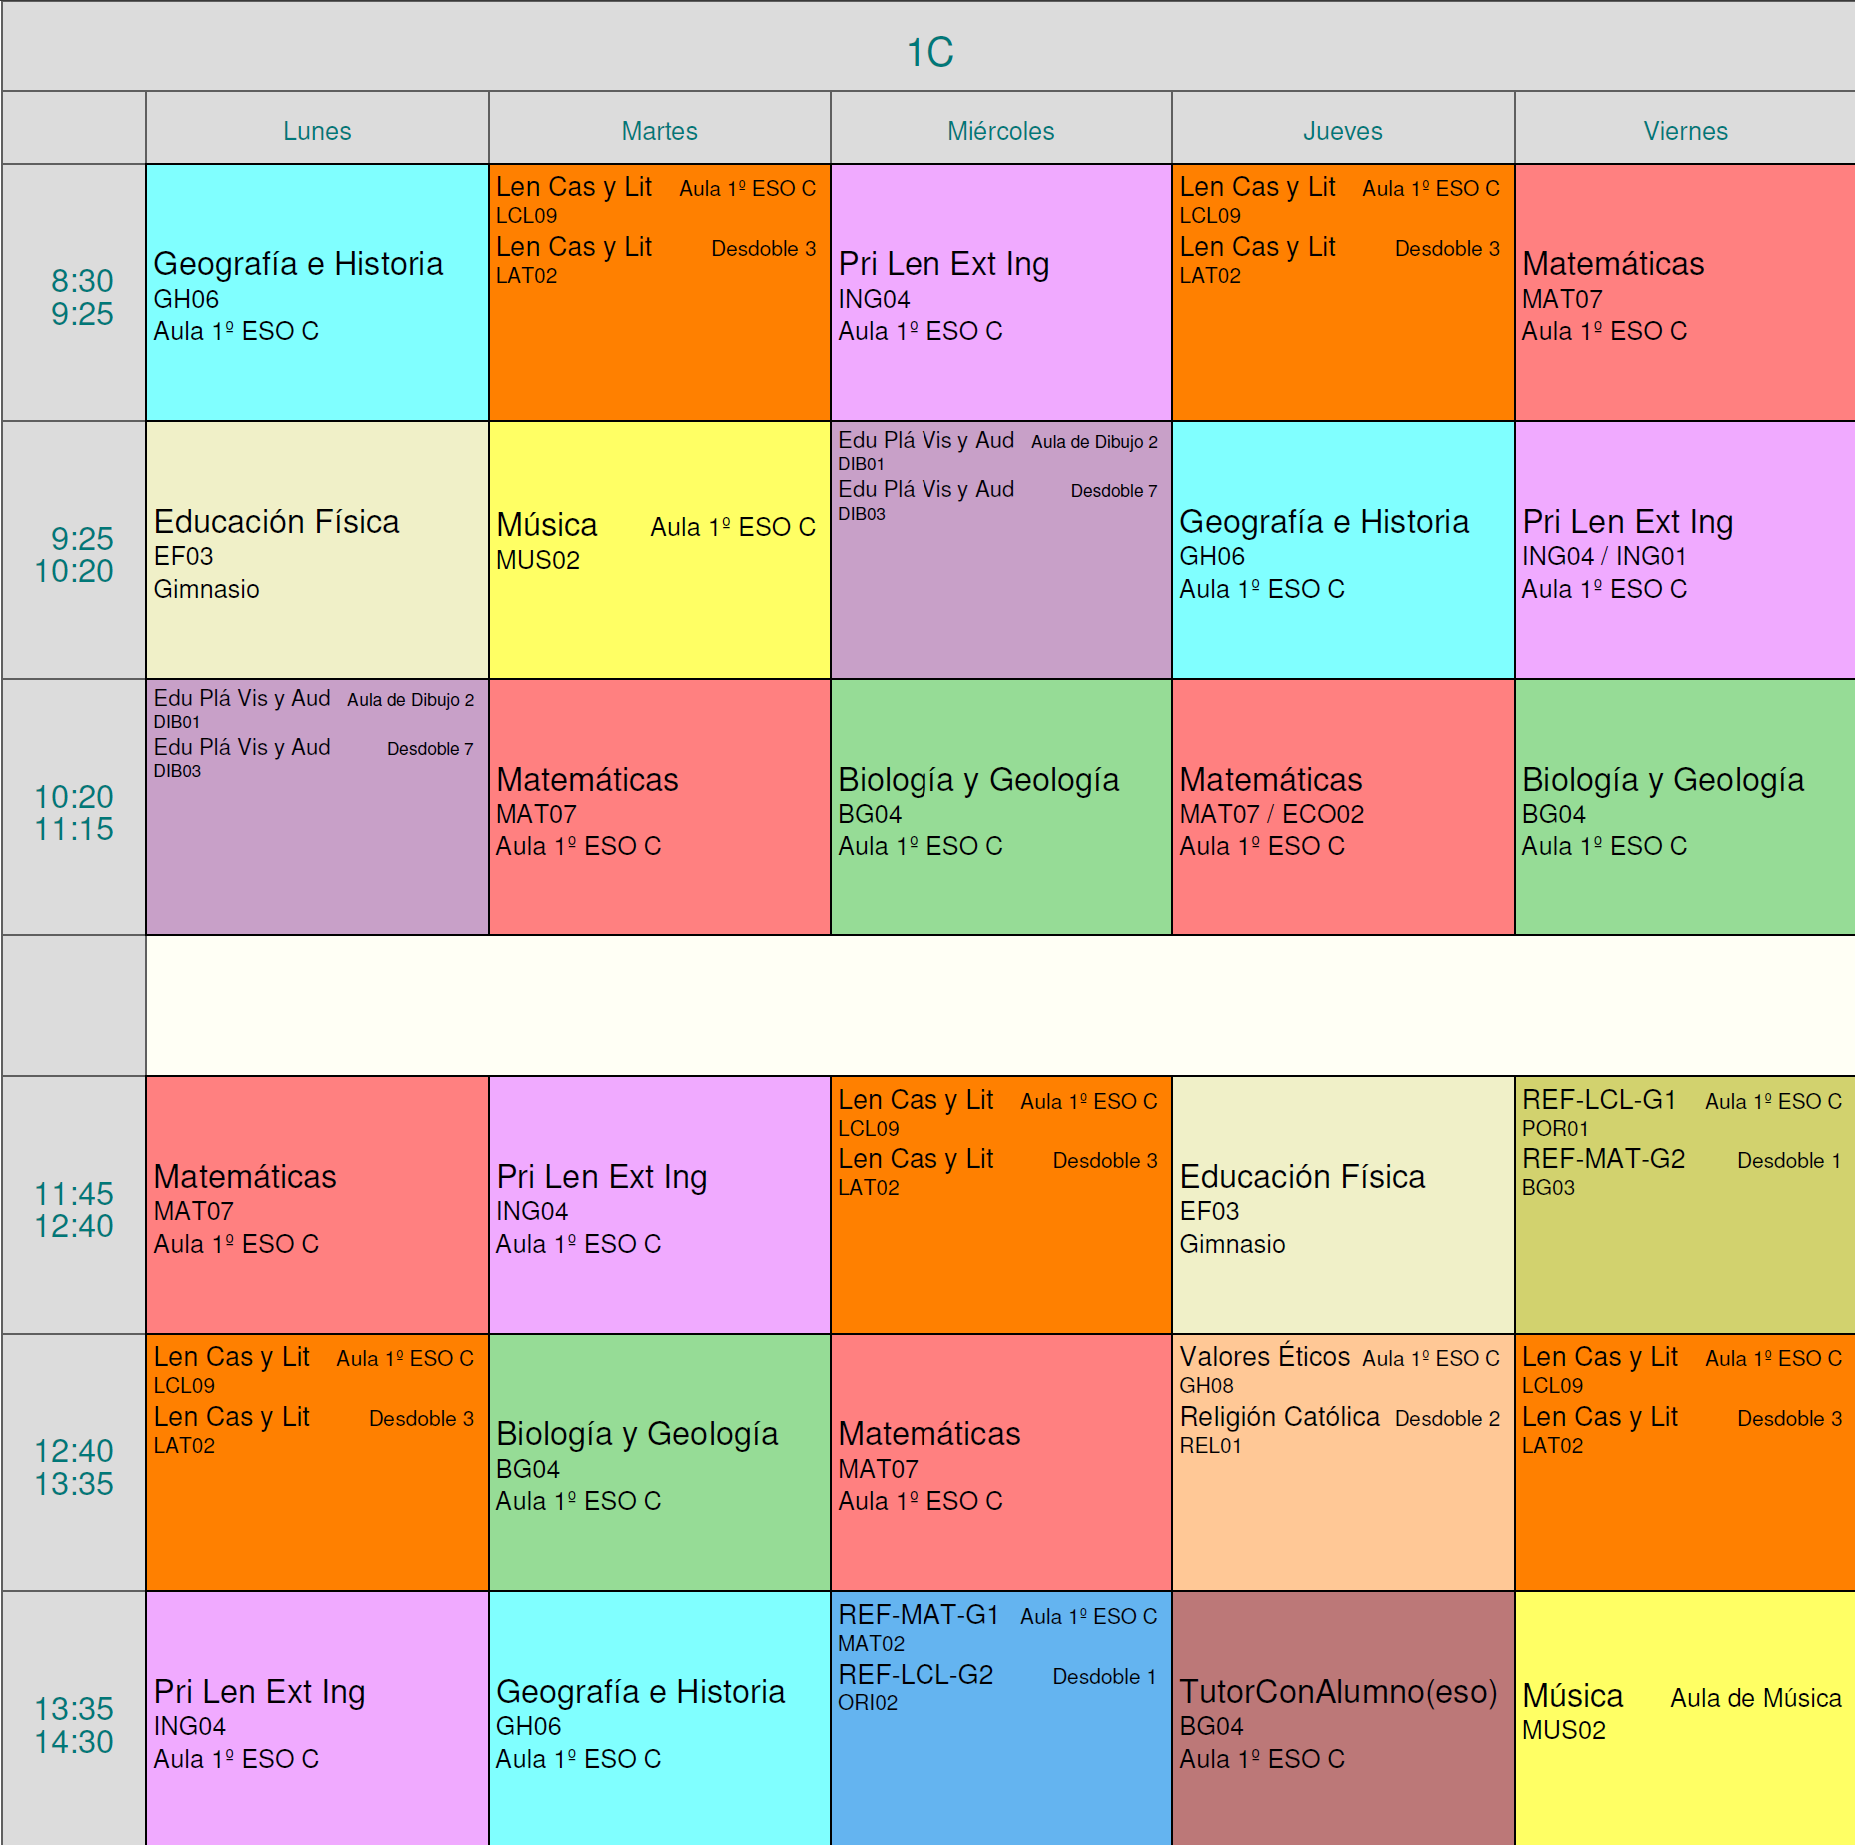 1C
Lunes Martes Miércoles Jueves Viernes
8:30
9:25
Geografía e Historia
GH06
Aula 1º ESO C
Len Cas y Lit Aula 1º ESO C
LCL09
Len Cas y Lit Desdoble 3
LAT02
Pri Len Ext Ing
ING04
Aula 1º ESO C
Len Cas y Lit Aula 1º ESO C
LCL09
Len Cas y Lit Desdoble 3
LAT02
Matemáticas
MAT07
Aula 1º ESO C
9:25
10:20
Educación Física
EF03
Gimnasio
Música Aula 1º ESO C
MUS02
Edu Plá Vis y Aud Aula de Dibujo 2
DIB01
Edu Plá Vis y Aud Desdoble 7
DIB03
Geografía e Historia
GH06
Aula 1º ESO C
Pri Len Ext Ing
ING04 / ING01
Aula 1º ESO C
10:20
11:15
Edu Plá Vis y Aud Aula de Dibujo 2
DIB01
Edu Plá Vis y Aud Desdoble 7
DIB03
Matemáticas
MAT07
Aula 1º ESO C
Biología y Geología
BG04
Aula 1º ESO C
Matemáticas
MAT07 / ECO02
Aula 1º ESO C
Biología y Geología
BG04
Aula 1º ESO C
11:45
12:40
Matemáticas
MAT07
Aula 1º ESO C
Pri Len Ext Ing
ING04
Aula 1º ESO C
Len Cas y Lit Aula 1º ESO C
LCL09
Len Cas y Lit Desdoble 3
LAT02
Educación Física
EF03
Gimnasio
REF-LCL-G1 Aula 1º ESO C
POR01
REF-MAT-G2 Desdoble 1
BG03
12:40
13:35
Len Cas y Lit Aula 1º ESO C
LCL09
Len Cas y Lit Desdoble 3
LAT02
Biología y Geología
BG04
Aula 1º ESO C
Matemáticas
MAT07
Aula 1º ESO C
Valores Éticos Aula 1º ESO C
GH08
Religión Católica Desdoble 2
REL01
Len Cas y Lit Aula 1º ESO C
LCL09
Len Cas y Lit Desdoble 3
LAT02
13:35
14:30
Pri Len Ext Ing
ING04
Aula 1º ESO C
Geografía e Historia
GH06
Aula 1º ESO C
REF-MAT-G1 Aula 1º ESO C
MAT02
REF-LCL-G2 Desdoble 1
ORI02
TutorConAlumno(eso)
BG04
Aula 1º ESO C
Música Aula de Música
MUS02